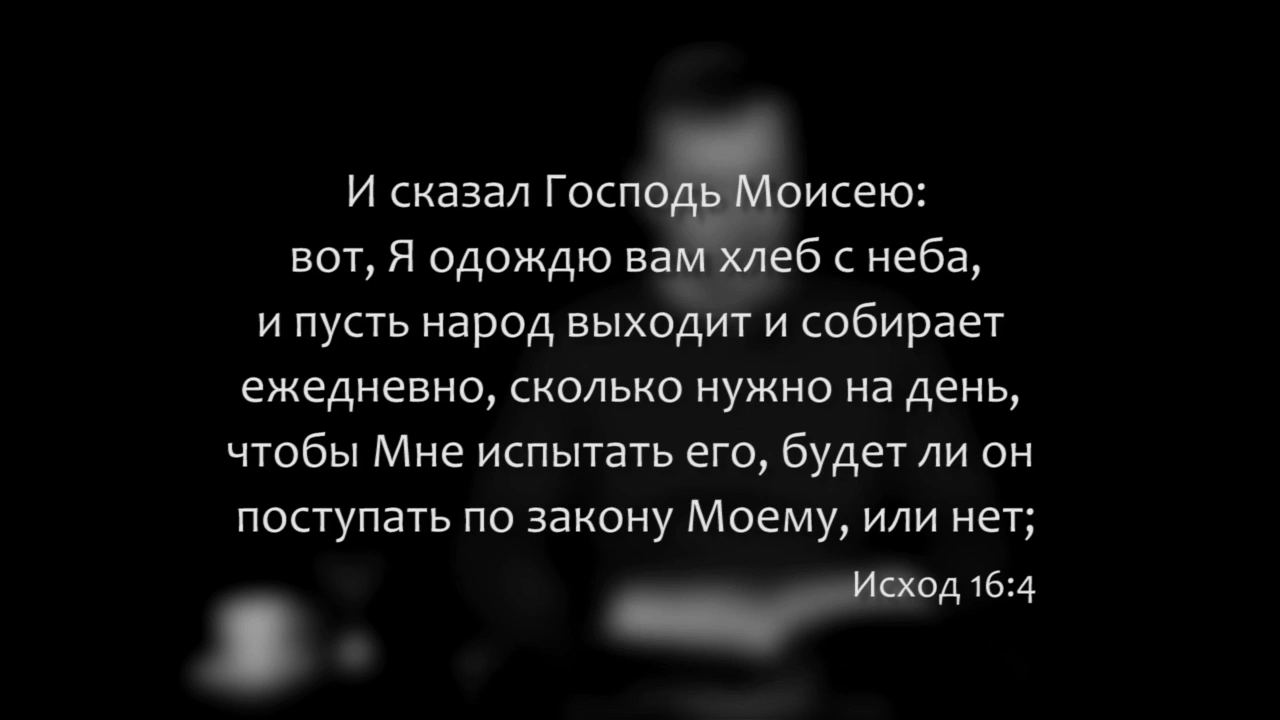 И сказал Господь Моисею:
вот, Я одождю вам хлеб с неба,
и пусть народ выходит и собирает
ежедневно, сколько нужно на день,
чтобы Мне испытать его, будет ли он
поступать по закону Моему, или нет;
Исход 16:4